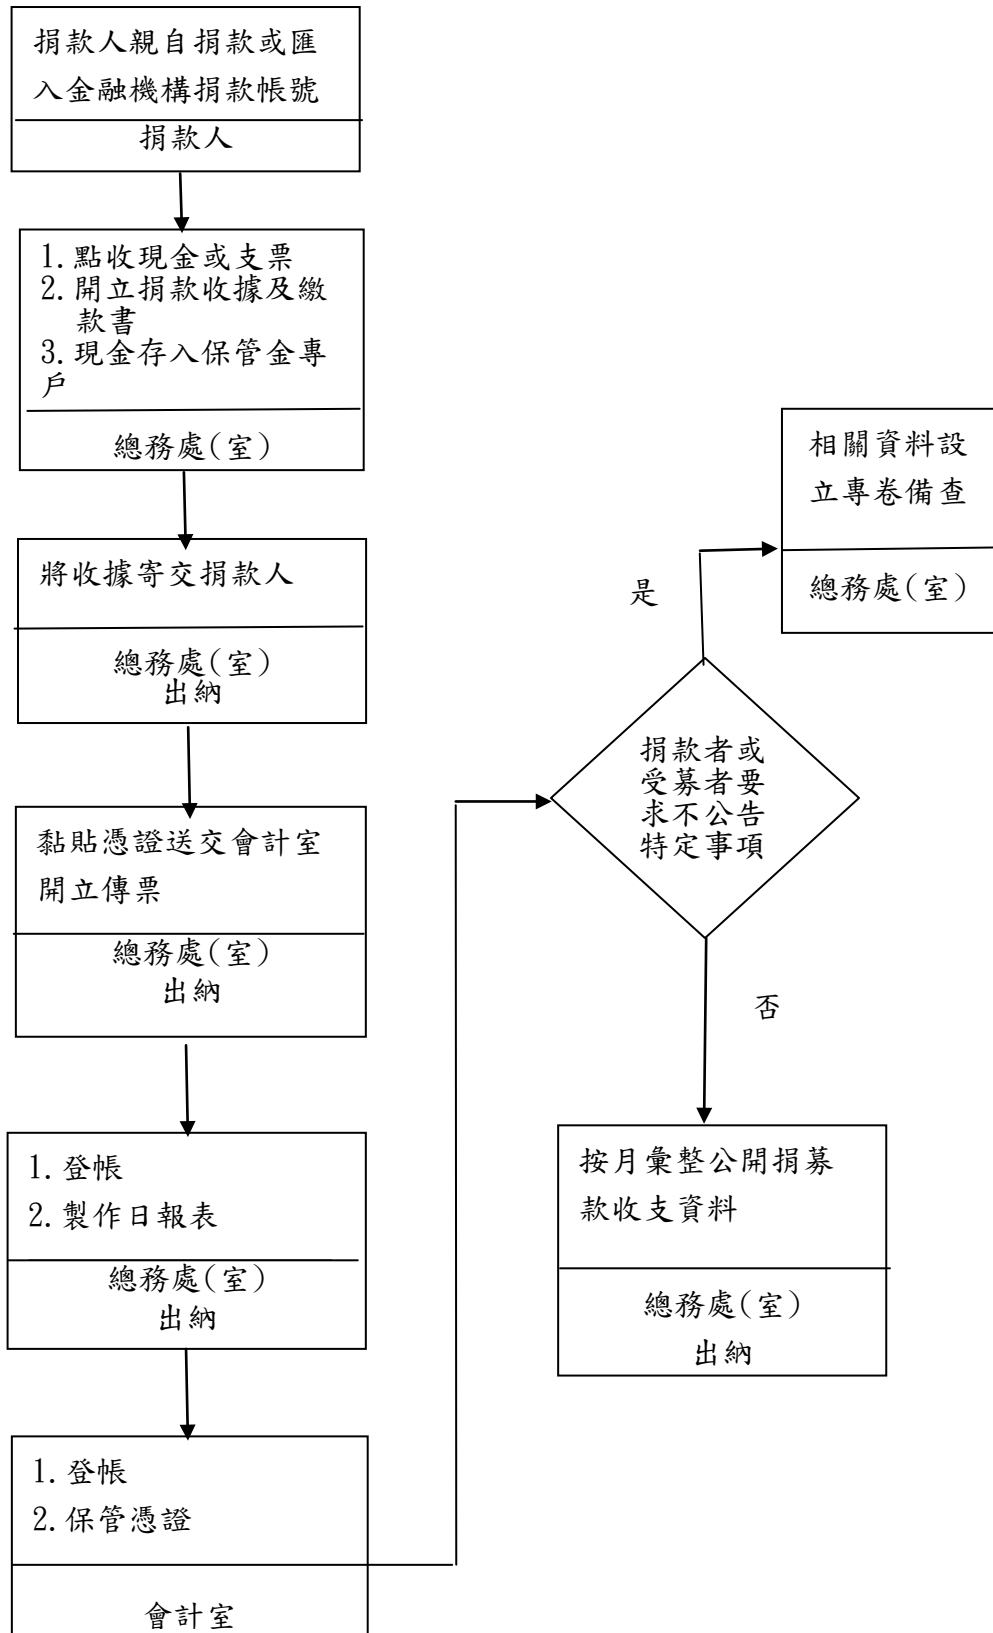 捐款人親自捐款或匯
入金融機構捐款帳號
捐款人
1.點收現金或支票
2.開立捐款收據及繳
款書
3.現金存入保管金專
戶
總務處(室)
將收據寄交捐款人
總務處(室)
出納
黏貼憑證送交會計室
開立傳票
總務處(室)
出納
1.登帳
2.製作日報表
總務處(室)
出納
1.登帳
2.保管憑證
會計室
捐款者或
受募者要
求不公告
特定事項
是
相關資料設
立專卷備查
總務處(室)
否
按月彙整公開捐募
款收支資料
總務處(室)
出納